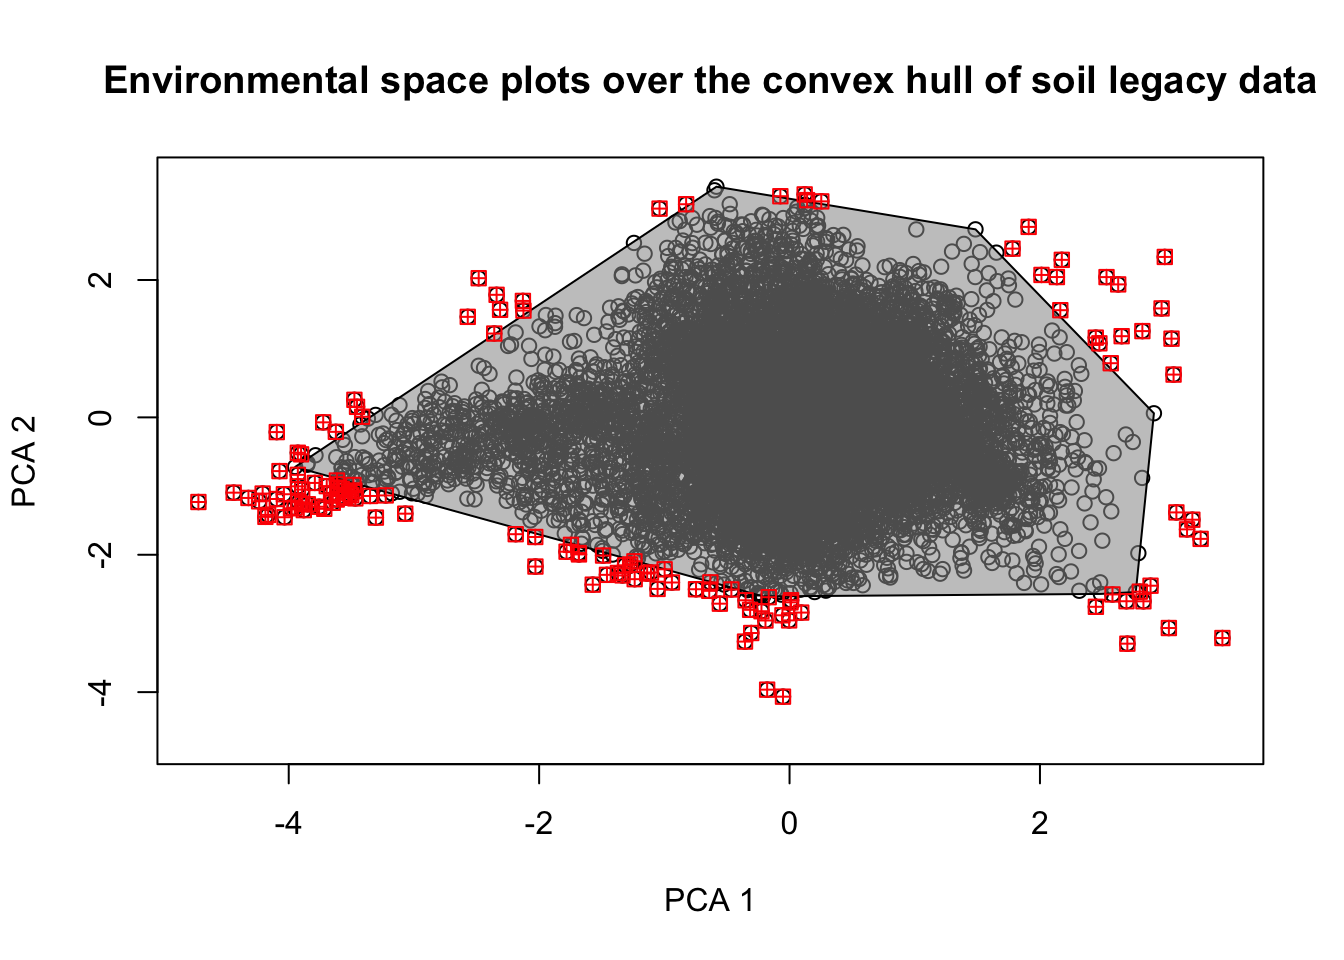 Environmental space plots over the convex hull of soil legacy data
PCA 2
2
0
-2
-4
-4 -2 0 2
PCA 1